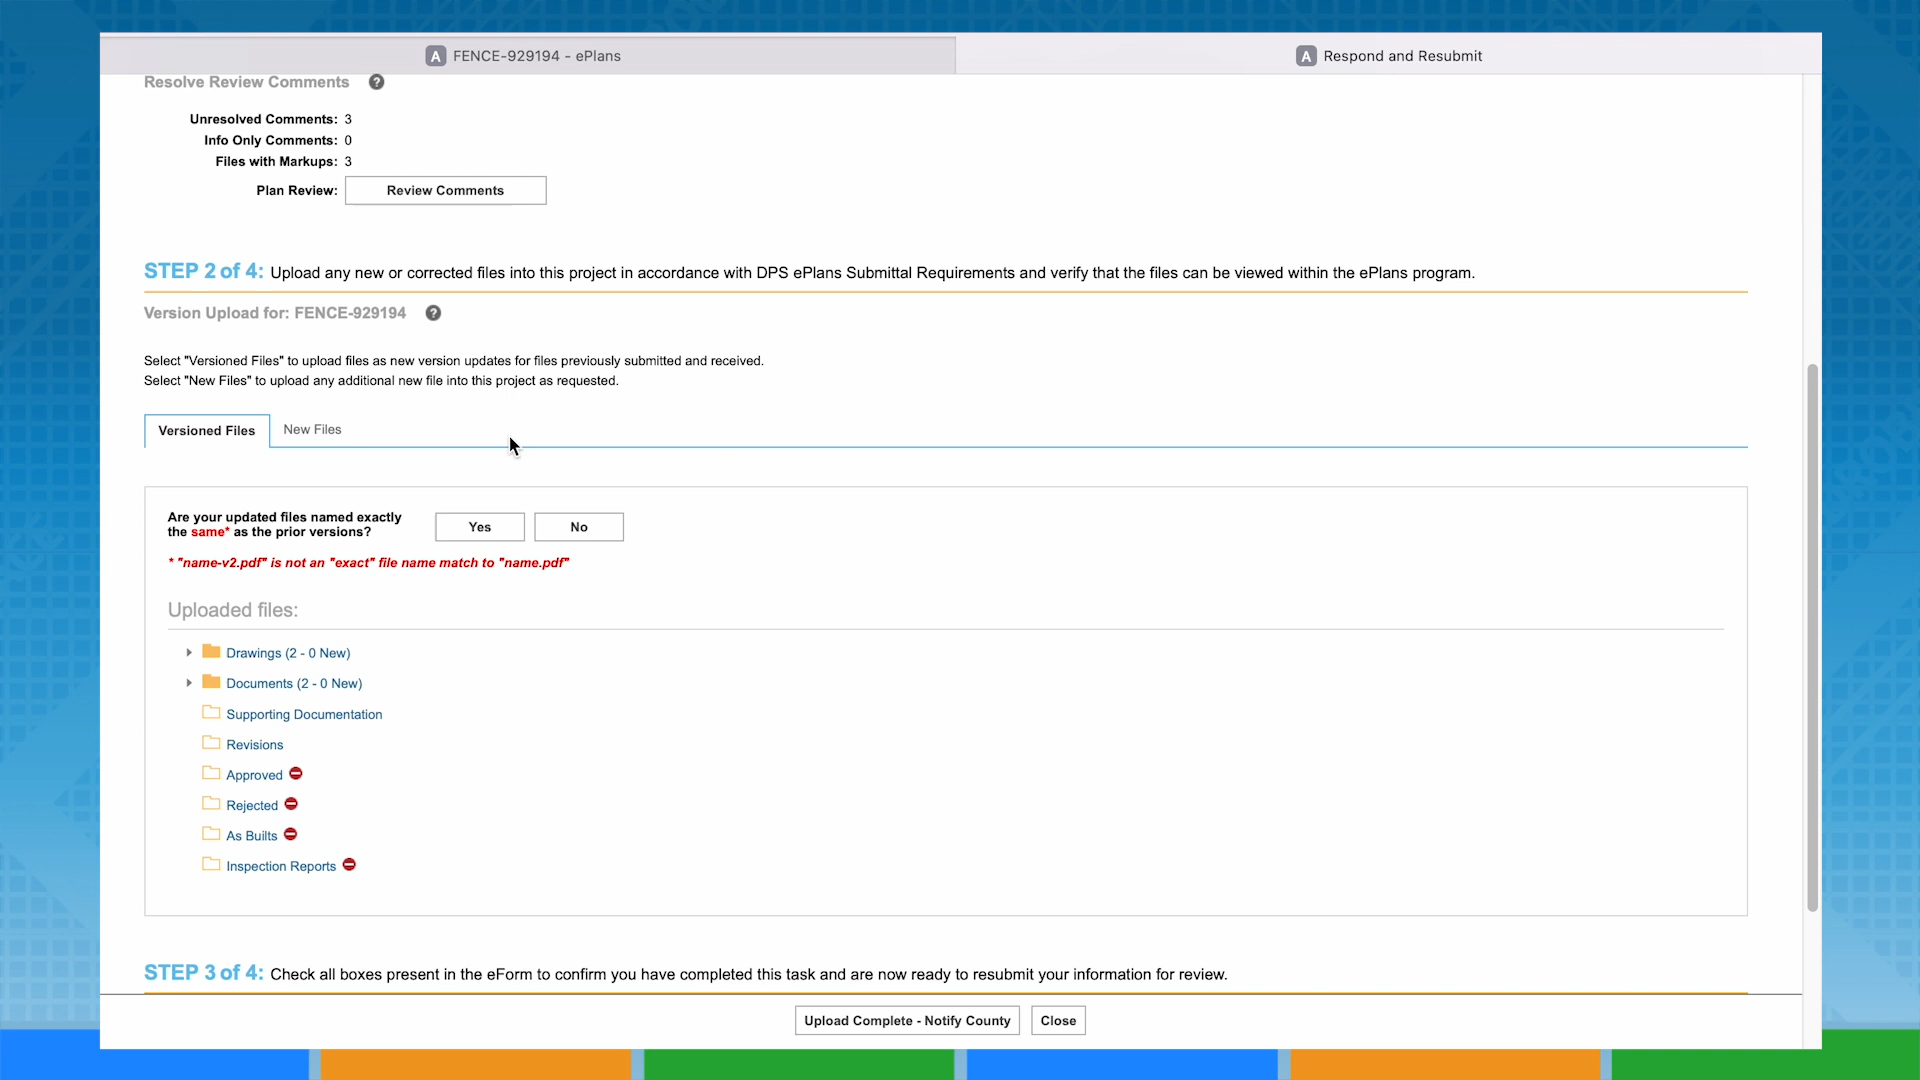 A FENCE-929194 - ePlans
A Respond and Resubmit
Resolve Review Comments ?
Unresolved Comments: 3
Info Only Comments: 0
Files with Markups: 3
Plan Review: Review Comments
STEP 2 of 4: Upload any new or corrected files into this project in accordance with DPS ePlans Submittal Requirements and verify that the files can be viewed within the ePlans program.
Version Upload for: FENCE-929194 ?
Select "Versioned Files" to upload files as new version updates for files previously submitted and received.
Select "New Files" to upload any additional new file into this project as requested.
Versioned Files New Files
Are your updated files named exactly
the same* as the prior versions?
Yes No
* "name-v2.pdf" is not an "exact" file name match to "name.pdf"
Uploaded files:
Drawings (2 - 0 New)
Documents (2 - 0 New)
Supporting Documentation
Revisions
Approved
Rejected
As Builts
Inspection Reports
STEP 3 of 4: Check all boxes present in the eForm to confirm you have completed this task and are now ready to resubmit your information for review.
Upload Complete - Notify County Close